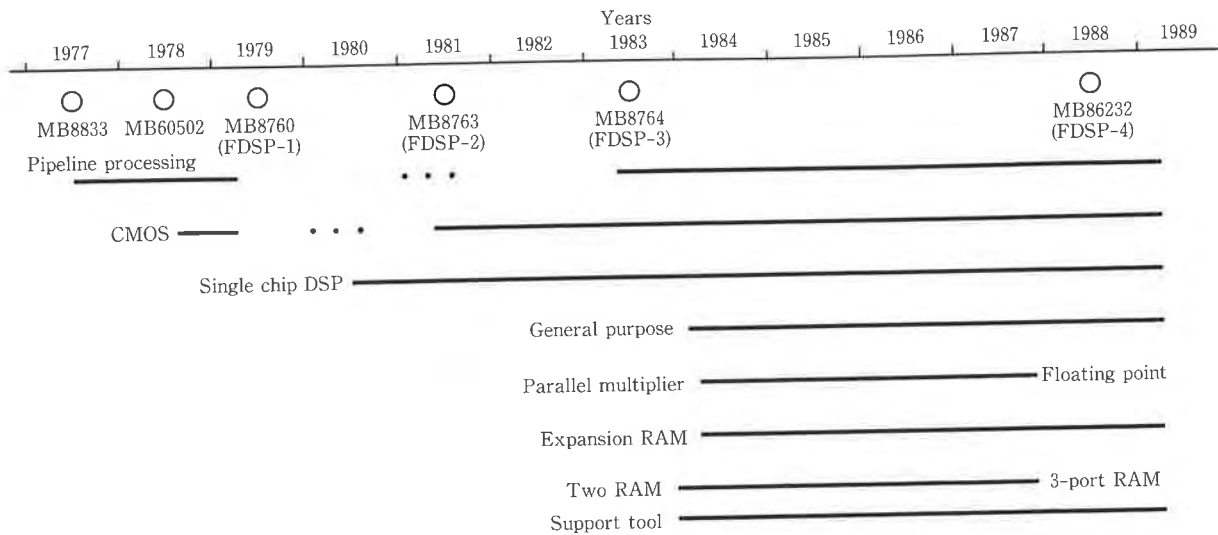 Years
1977 1978 1979 1980 1981 1982 1983 1984 1985 1986 1987 1988 1989
MB8833 MB60502 MB8760 MB8763 MB8764 MB86232
(FDSP-1) (FDSP-2) (FDSP-3) (FDSP-4)
Pipeline processing
CMOS
Single chip DSP
General purpose
Parallel multiplier Floating point
Expansion RAM
Two RAM 3-port RAM
Support tool